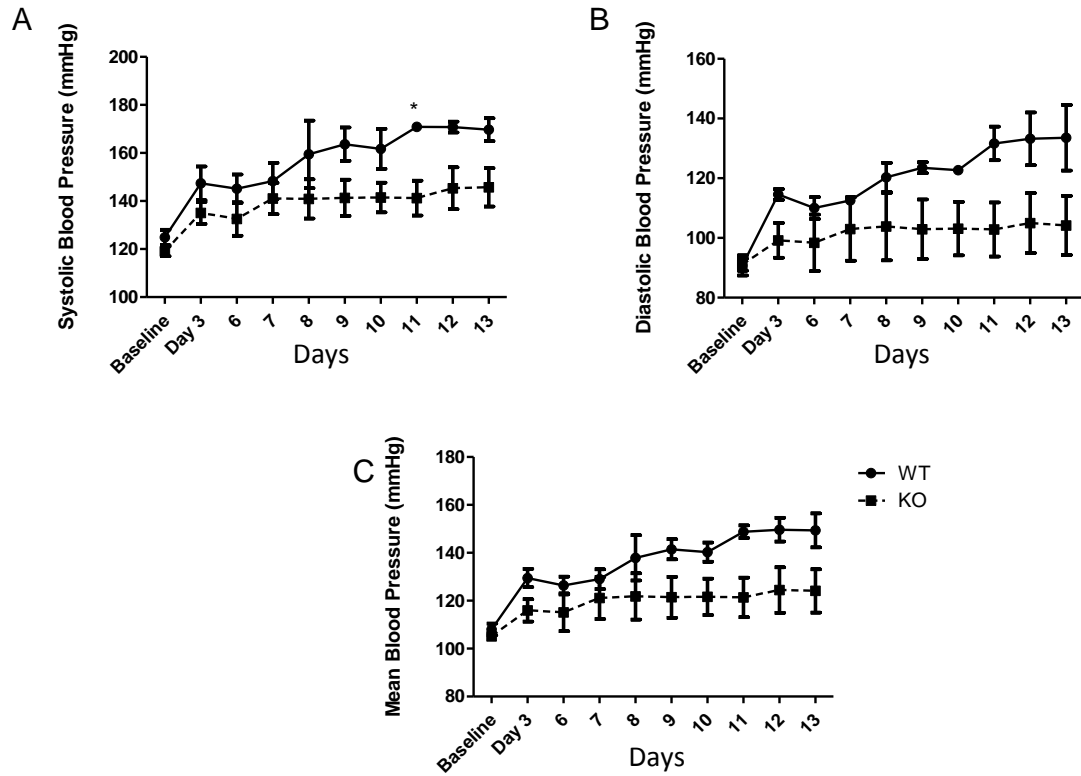 A
Systolic Blood Pressure (mmHg)
200
180
160
140
120
100
*
Baseline
Day 3
6
7
8
9
10
11
12
13
Days
B
Diastolic Blood Pressure (mmHg)
160
140
120
100
80
Baseline
Day 3
6
7
8
9
10
11
12
13
Days
C
Mean Blood Pressure (mmHg)
180
160
140
120
100
80
Baseline
Day 3
6
7
8
9
10
11
12
13
Days
WT
KO